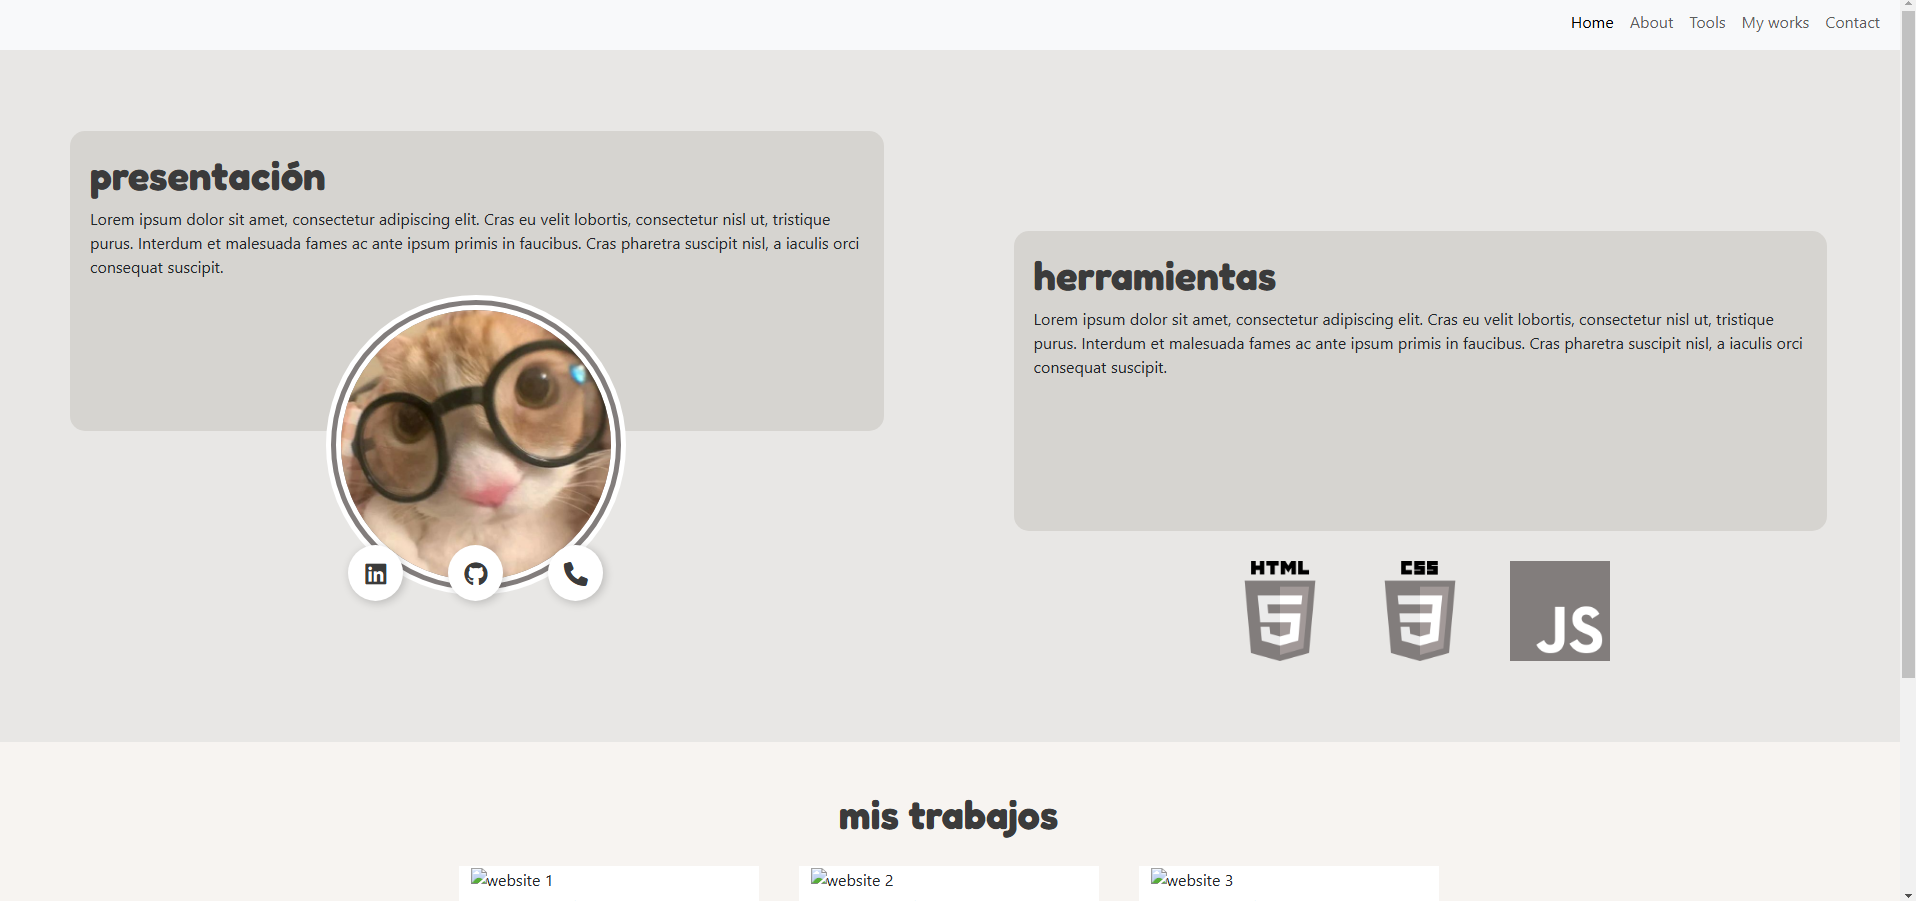 Home About Tools My works Contact
presentación
Lorem ipsum dolor sit amet, consectetur adipiscing elit. Cras eu velit lobortis, consectetur nisl ut, tristique
purus. Interdum et malesuada fames ac ante ipsum primis in faucibus. Cras pharetra suscipit nisl, a iaculis orci
consequat suscipit.
in
herramientas
Lorem ipsum dolor sit amet, consectetur adipiscing elit. Cras eu velit lobortis, consectetur nisl ut, tristique
purus. Interdum et malesuada fames ac ante ipsum primis in faucibus. Cras pharetra suscipit nisl, a iaculis orci
consequat suscipit.
HTML CSS
5 3 JS
mis trabajos
website 1 website 2 website 3